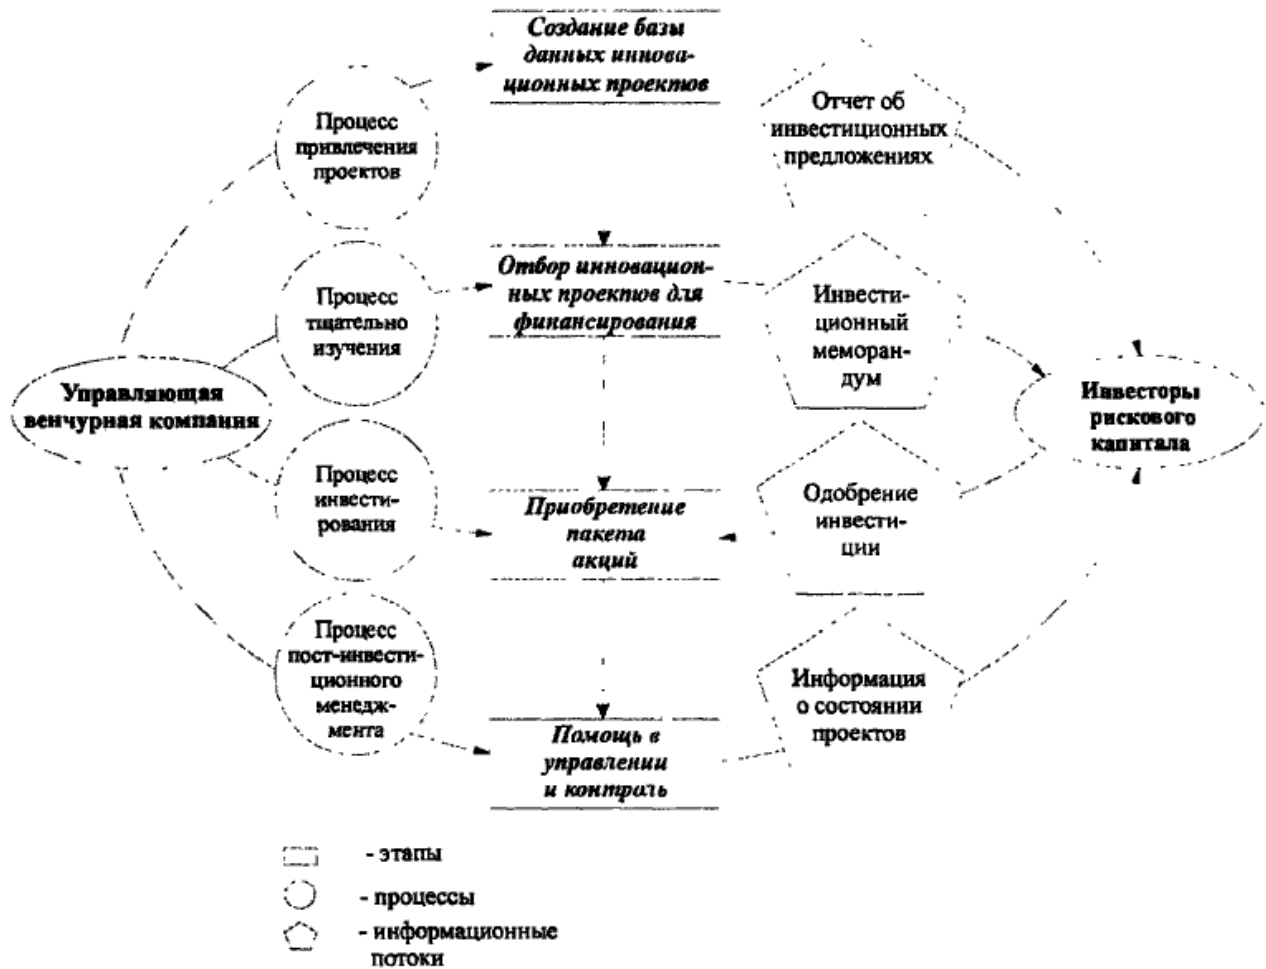 Создание базы
данных иннова-
ционных проектов
Процесс
привлечения
проектов
Отчет об
инвестиционных
предложениях
Процесс
тщательно
изучения
Отбор инновацион-
ных проектов для
финансирования
Инвести-
ционный
меморан-
дум
Управляющая
венчурная компания
Инвесторы
рискового
капитала
Процесс
инвести-
рования
Приобретение
пакета
акций
Одобрение
инвести-
ции
Процесс
пост-инвести-
ционного
менедж-
мента
Помощь в
управлении
и контроль
Информация
о состоянии
проектов
- этапы
- процессы
- информационные
потоки